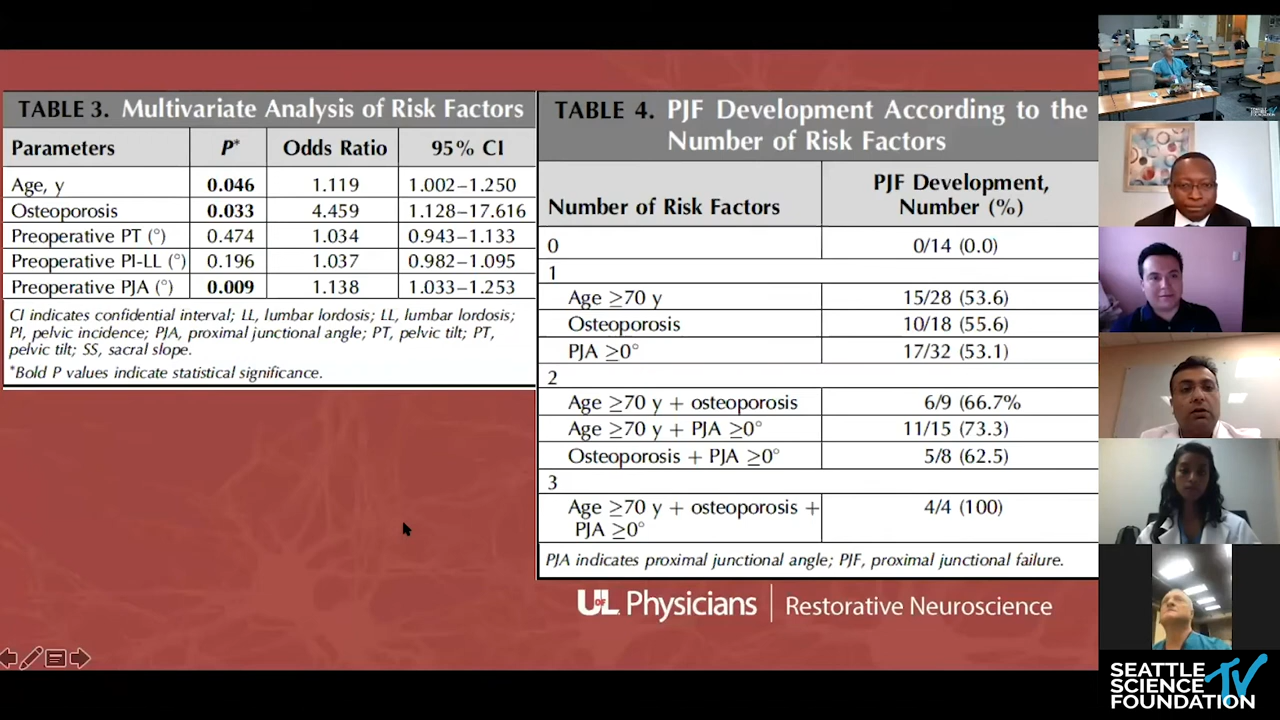 TABLE 3. Multivariate Analysis of Risk Factors
Parameters P* Odds Ratio 95% CI
Age, y 0.046 1.119 1.002–1.250
Osteoporosis 0.033 4.459 1.128–17.616
Preoperative PT (°) 0.474 1.034 0.943–1.133
Preoperative PI-LL (°) 0.196 1.037 0.982–1.095
Preoperative PJA (°) 0.009 1.138 1.033–1.253
CI indicates confidential interval; LL, lumbar lordosis; LL, lumbar lordosis;
PI, pelvic incidence; PJA, proximal junctional angle; PT, pelvic tilt; PT,
pelvic tilt; SS, sacral slope.
*Bold P values indicate statistical significance.
TABLE 4. PJF Development According to the
Number of Risk Factors
Number of Risk Factors
PJF Development,
Number (%)
0 0/14 (0.0)
1
Age ≥70 y 15/28 (53.6)
Osteoporosis 10/18 (55.6)
PJA ≥0° 17/32 (53.1)
2
Age ≥70 y + osteoporosis 6/9 (66.7%
Age ≥70 y + PJA ≥0° 11/15 (73.3)
Osteoporosis + PJA ≥0° 5/8 (62.5)
3
Age ≥70 y + osteoporosis + 4/4 (100)
PJA ≥0°
PJA indicates proximal junctional angle; PJF, proximal junctional failure.
UofL Physicians | Restorative Neuroscience
SEATTLE
SCIENCE TV
FOUNDATION